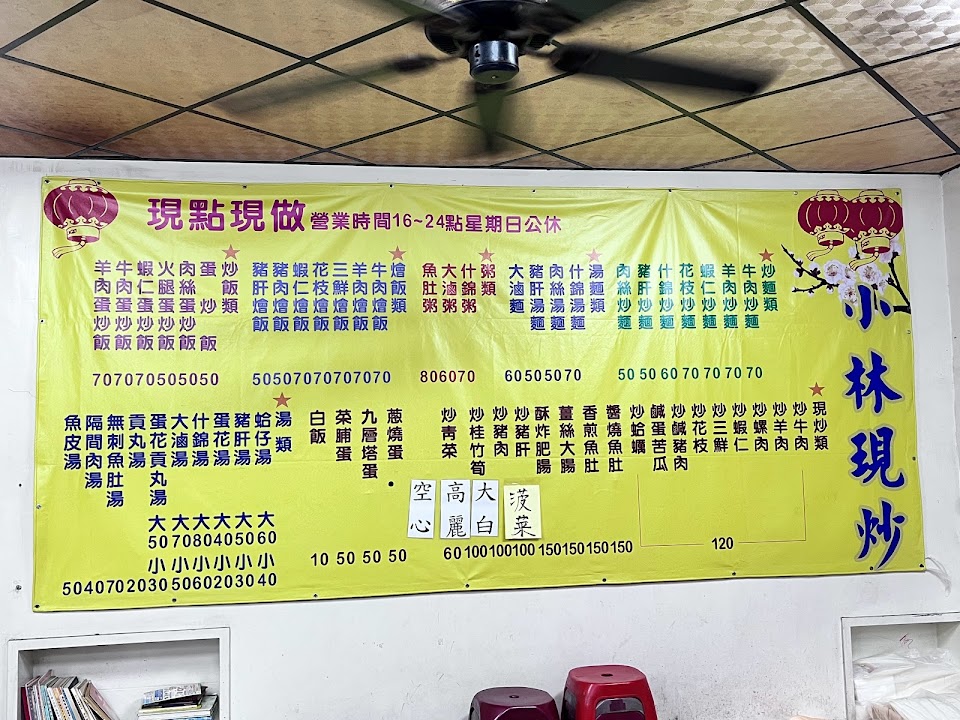 現點現做 營業時間16~24點星期日公休
小林現炒
炒飯類
蛋炒飯
肉絲蛋炒飯
火腿蛋炒飯
蝦仁蛋炒飯
牛肉蛋炒飯
羊肉蛋炒飯
707070505050
燴飯類
牛肉燴飯
羊肉燴飯
三鮮燴飯
花枝燴飯
蝦仁燴飯
豬肉燴飯
豬肝燴飯
50507070707070
粥類
什錦粥
大滷粥
魚肚粥
806070
湯麵類
什錦湯麵
肉絲湯麵
豬肝湯麵
大滷麵
60505070
炒麵類
牛肉炒麵
羊肉炒麵
蝦仁炒麵
花枝炒麵
什錦炒麵
豬肝炒麵
肉絲炒麵
50 50 60 70 70 70 70
現炒類
炒牛肉
炒羊肉
炒螺肉
炒蝦仁
炒三鮮
炒花枝
炒鹹豬肉
鹹蛋苦瓜
炒蛤蠣
醬燒魚肚
香煎魚肚
薑絲大腸
酥炸肥腸
炒豬肝
炒豬肉
炒桂竹筍
炒青菜
空心
高麗
大白
菠菜
60 100 100 100 150 150 150 150 120
蔥燒蛋
九層塔蛋
菜脯蛋
白飯
10 50 50 50
湯類
蛤仔湯
豬肝湯
蛋花湯
什錦湯
大滷湯
蛋花貢丸湯
貢丸湯
無刺魚肚湯
隔間肉湯
魚皮湯
大大大大大大
507080405060
小小小小小小
50407020305060203040